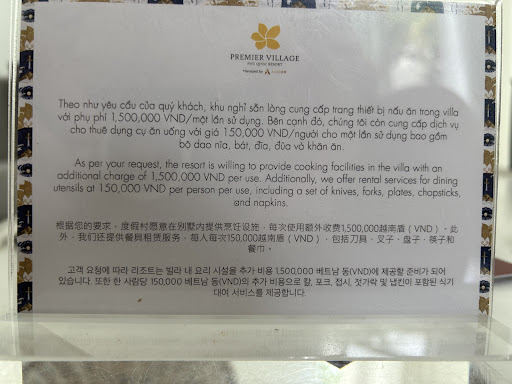 PREMIER VILLAGE
PHU QUOC RESORT
Managed by ACCOR
Theo như yêu cầu của quý khách, khu nghỉ sẵn lòng cung cấp trang thiết bị nấu ăn trong villa
với phụ phí 1,500,000 VND/một lần sử dụng. Bên cạnh đó, chúng tôi còn cung cấp dịch vụ
cho thuê dụng cụ ăn uống với giá 150,000 VND/người cho một lần sử dụng bao gồm
bộ dao nĩa, bát, đĩa, đũa và khăn ăn.
As per your request, the resort is willing to provide cooking facilities in the villa with an
additional charge of 1,500,000 VND per use. Additionally, we offer rental services for dining
utensils at 150,000 VND per person per use, including a set of knives, forks, plates, chopsticks,
and napkins.
根据您的要求，度假村愿意在别墅内提供烹饪设施，每次使用额外收费1,500,000越南盾（VND）。此
外，我们还提供餐具租赁服务，每人每次150,000越南盾（VND），包括刀具、叉子、盘子、筷子和
餐巾。
고객 요청에 따라 리조트는 빌라 내 요리 시설을 추가 비용 1,500,000 베트남 동(VND)에 제공할 준비가 되어
있습니다. 또한 한 사람당 150,000 베트남 동(VND)의 추가 비용으로 칼, 포크, 접시, 젓가락 및 냅킨이 포함된 식기
대여 서비스를 제공합니다.